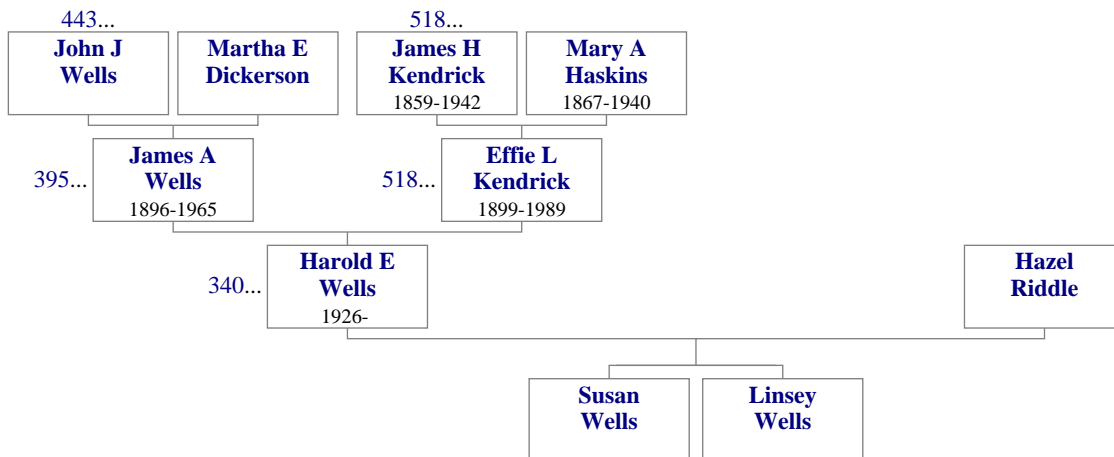 443...
518...
John J
Wells
Martha E
Dickerson
James H
Kendrick
1859-1942
Mary A
Haskins
1867-1940
395...
James A
Wells
1896-1965
518...
Effie L
Kendrick
1899-1989
340...
Harold E
Wells
1926-
Hazel
Riddle
Susan
Wells
Linsey
Wells